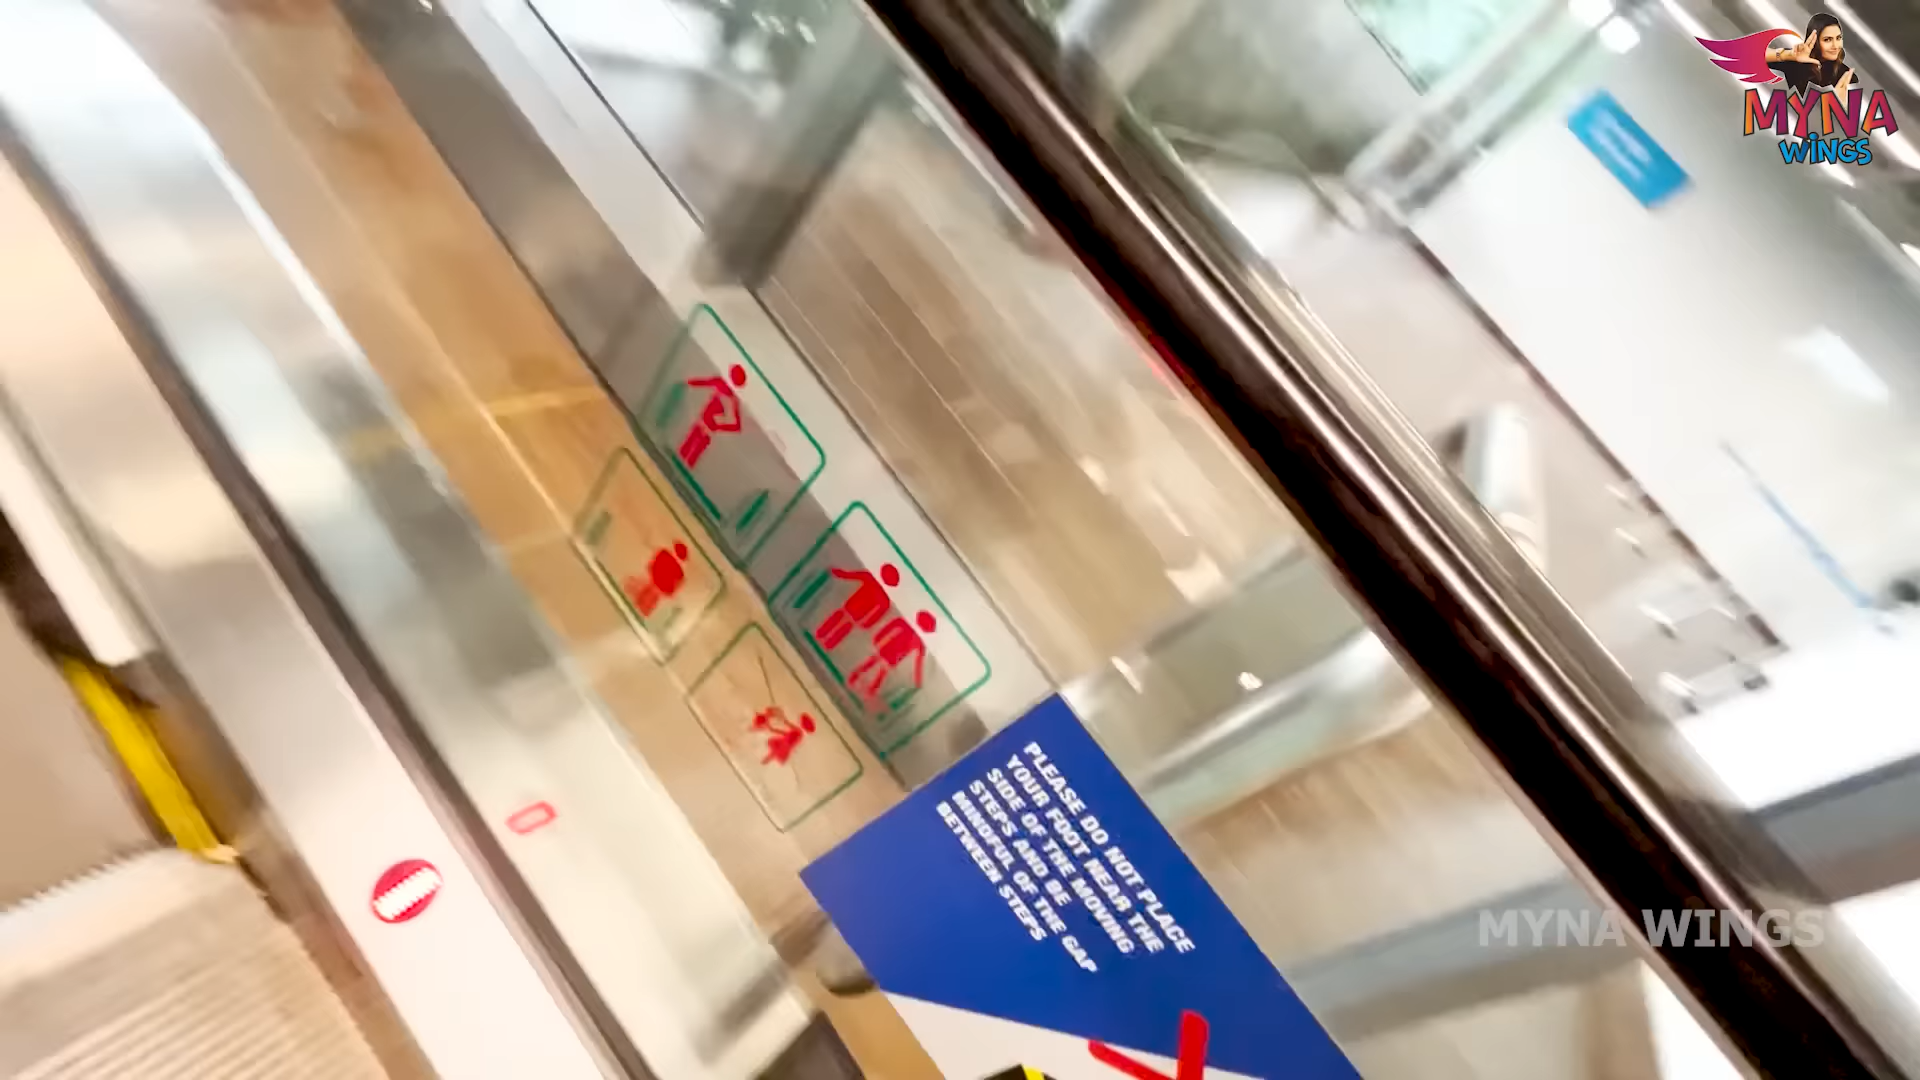 MYNA
WiNGS
PLEASE DO NOT PLACE
YOUR FOOT NEAR THE
SIDE OF THE MOVING
STEPS AND BE
MINDFUL OF THE GAP
BETWEEN STEPS
MYNA WINGS